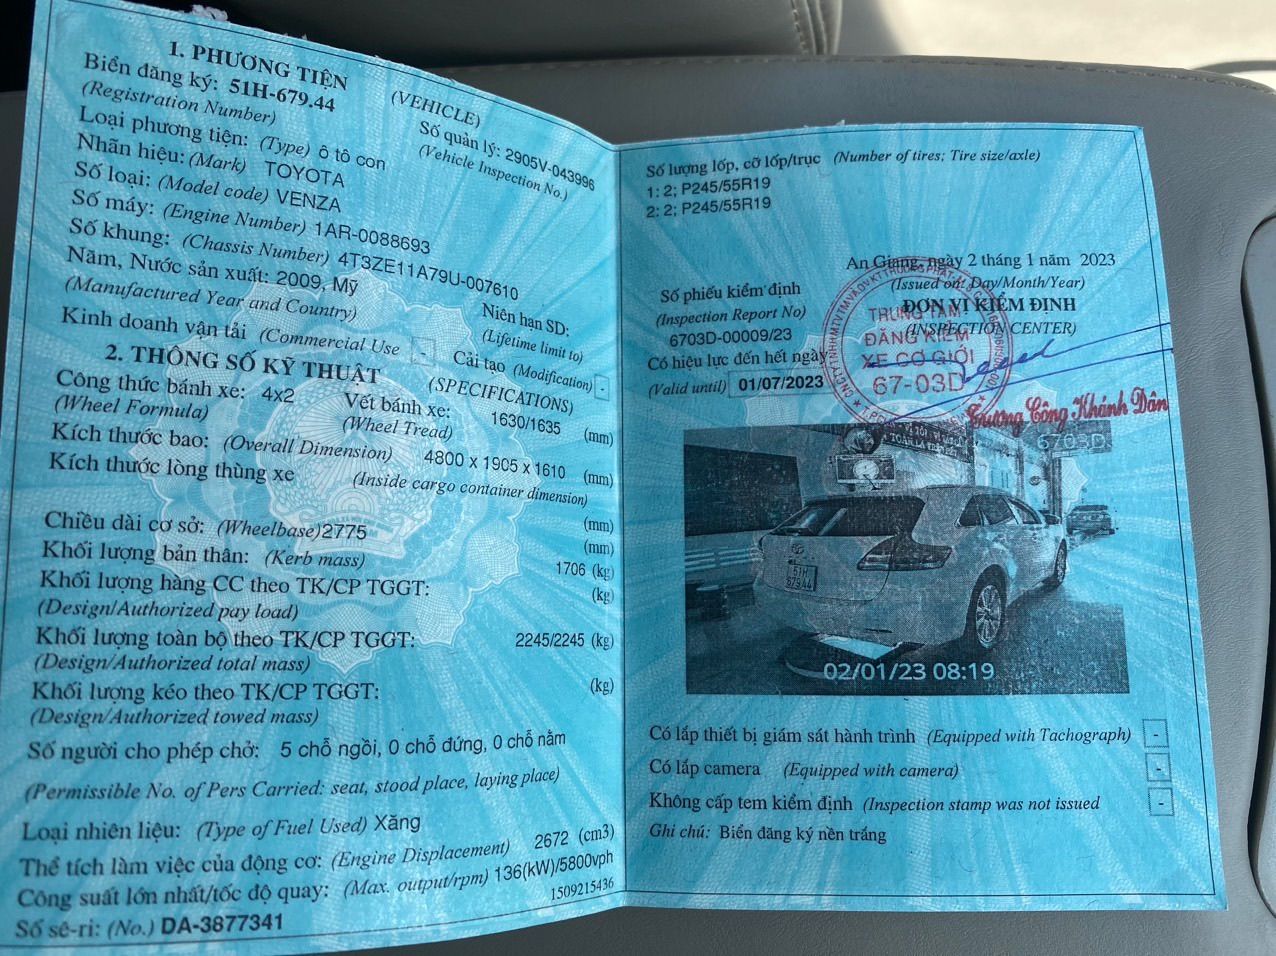 1. PHƯƠNG TIỆN (VEHICLE)
Biển đăng ký: 51H-679.44 Số quản lý: 2905V-043996
(Registration Number) (Vehicle Inspection No.)
Loại phương tiện: (Type) ô tô con
Nhãn hiệu: (Mark) TOYOTA
Số loại: (Model code) VENZA
Số máy: (Engine Number) 1AR-0088693
Số khung: (Chassis Number) 4T3ZE11A79U-007610
Năm, Nước sản xuất: 2009, Mỹ Niên hạn SD:
(Manufactured Year and Country) (Lifetime limit to)
Kinh doanh vận tải (Commercial Use - Cải tạo (Modification) -
2. THÔNG SỐ KỸ THUẬT (SPECIFICATIONS)
Công thức bánh xe: 4x2 Vết bánh xe: 1630/1635 (mm)
(Wheel Formula) (Wheel Tread)
Kích thước bao: (Overall Dimension) 4800 x 1905 x 1610 (mm)
Kích thước lòng thùng xe (Inside cargo container dimension)
(mm)
Chiều dài cơ sở: (Wheelbase)2775 (mm)
Khối lượng bản thân: (Kerb mass) 1706 (kg)
Khối lượng hàng CC theo TK/CP TGGT: (kg)
(Design/Authorized pay load)
Khối lượng toàn bộ theo TK/CP TGGT: 2245/2245 (kg)
(Design/Authorized total mass)
Khối lượng kéo theo TK/CP TGGT: (kg)
(Design/Authorized towed mass)
Số người cho phép chở: 5 chỗ ngồi, 0 chỗ đứng, 0 chỗ nằm
(Permissible No. of Pers Carried: seat, stood place, laying place)
Loại nhiên liệu: (Type of Fuel Used) Xăng
Thể tích làm việc của động cơ: (Engine Displacement) 2672 (cm3)
Công suất lớn nhất/tốc độ quay: (Max. output/rpm) 136(kW)/5800vph
1509215436
Số sê-ri: (No.) DA-3877341
Số lượng lốp, cỡ lốp/trục (Number of tires; Tire size/axle)
1: 2; P245/55R19
2: 2; P245/55R19
An Giang, ngày 2 tháng 1 năm 2023
(Issued on: Day/Month/Year)
Số phiếu kiểm định ĐƠN VỊ KIỂM ĐỊNH
(Inspection Report No) (INSPECTION CENTER)
6703D-00009/23
Có hiệu lực đến hết ngày
(Valid until) 01/07/2023
TRUNG TÂM
ĐĂNG KIỂM
XE CƠ GIỚI
67-03D
Trương Công Khánh Dân
6703D
51H
679.44
02/01/23 08:19
Có lắp thiết bị giám sát hành trình (Equipped with Tachograph) -
Có lắp camera (Equipped with camera) -
Không cấp tem kiểm định (Inspection stamp was not issued -
Ghi chú: Biển đăng ký nền trắng